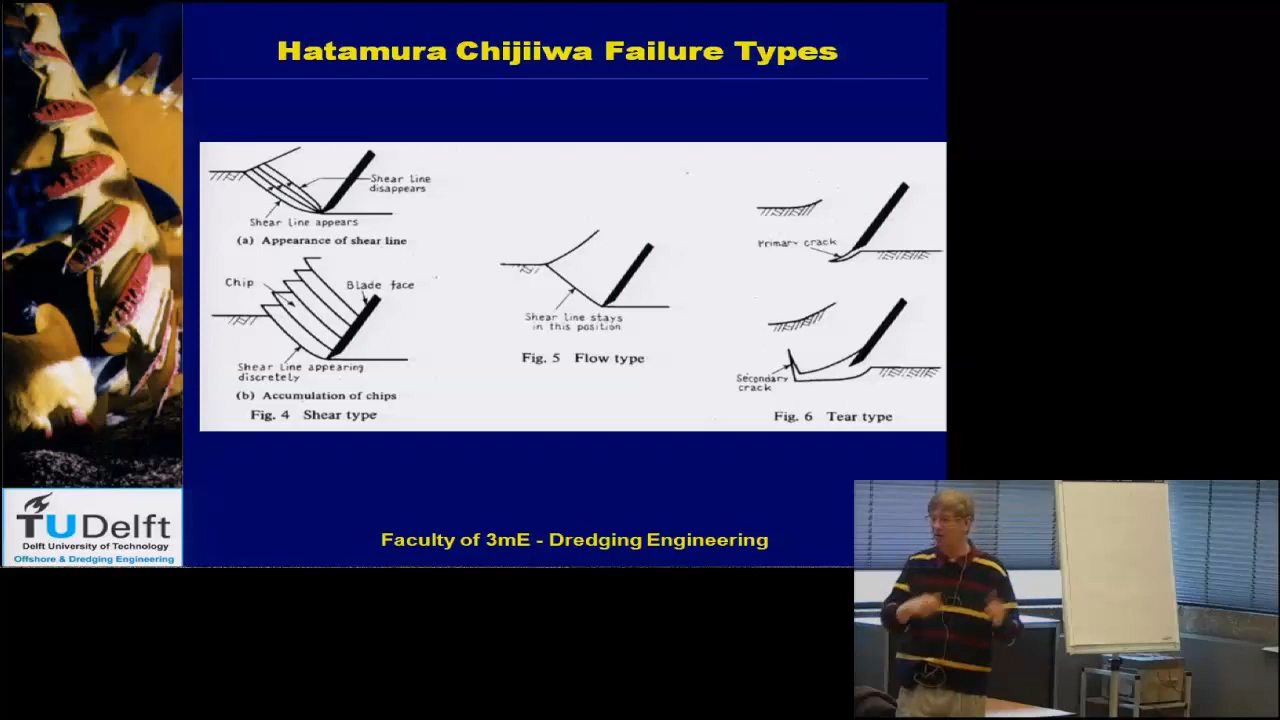 Hatamura Chijiiwa Failure Types
Shear line
disappears
Shear line appears
(a) Appearance of shear line
Chip
Blade face
Shear line appearing
discretely
(b) Accumulation of chips
Fig. 4 Shear type
Shear line stays
in this position
Fig. 5 Flow type
Primary crack
Secondary
crack
Fig. 6 Tear type
TUDelft
Delft University of Technology
Offshore & Dredging Engineering
Faculty of 3mE - Dredging Engineering